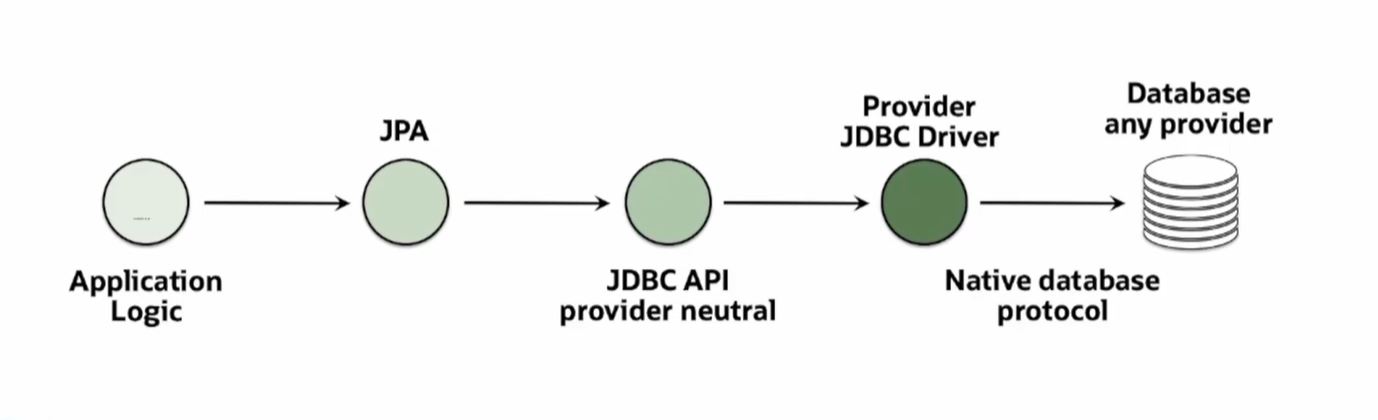 JPA
Provider
JDBC Driver
Database
any provider
Application
Logic
JDBC API
provider neutral
Native database
protocol